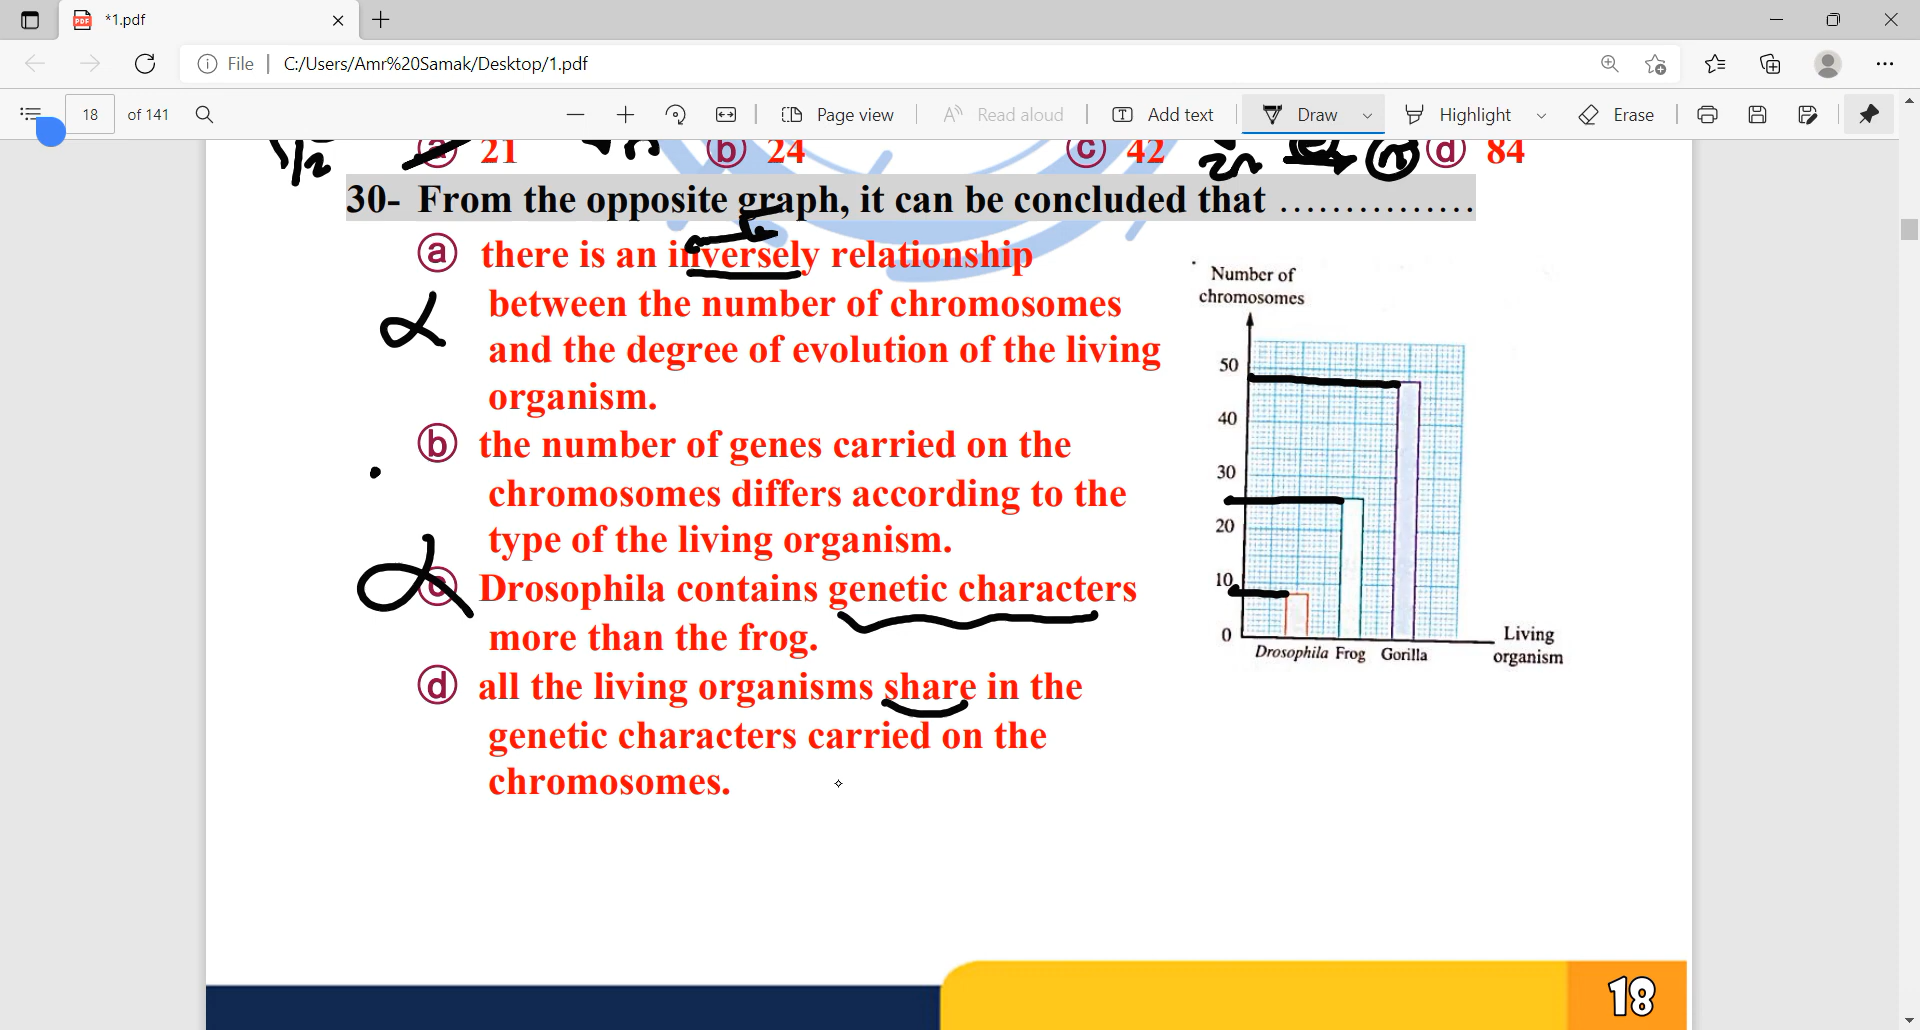 *1.pdf
File
C:/Users/Amr%20Samak/Desktop/1.pdf
18 of 141
Page view
Read aloud
Add text
Draw
Highlight
Erase
1/2
a 21
b 24
c 42
2n
n
d 84
30- From the opposite graph, it can be concluded that ...............
a there is an inversely relationship
between the number of chromosomes
and the degree of evolution of the living
organism.
b the number of genes carried on the
chromosomes differs according to the
type of the living organism.
c Drosophila contains genetic characters
more than the frog.
d all the living organisms share in the
genetic characters carried on the
chromosomes.
Number of
chromosomes
50
40
30
20
10
0
Drosophila Frog Gorilla
Living
organism
18